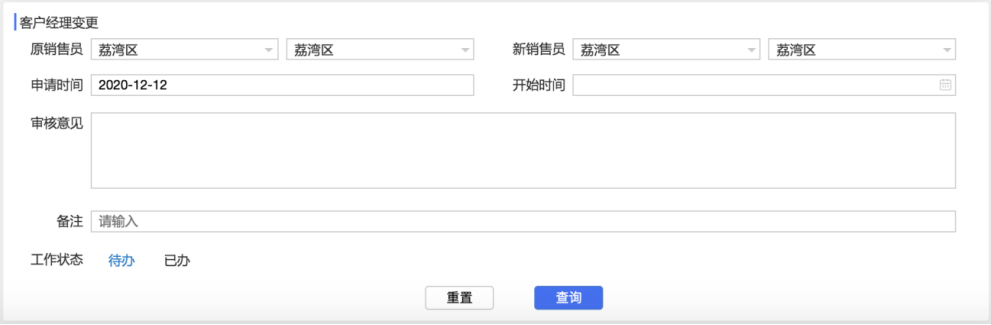 客户经理变更
原销售员 荔湾区 荔湾区 新销售员 荔湾区 荔湾区
申请时间 2020-12-12 开始时间
审核意见
备注 请输入
工作状态 待办 已办
重置 查询